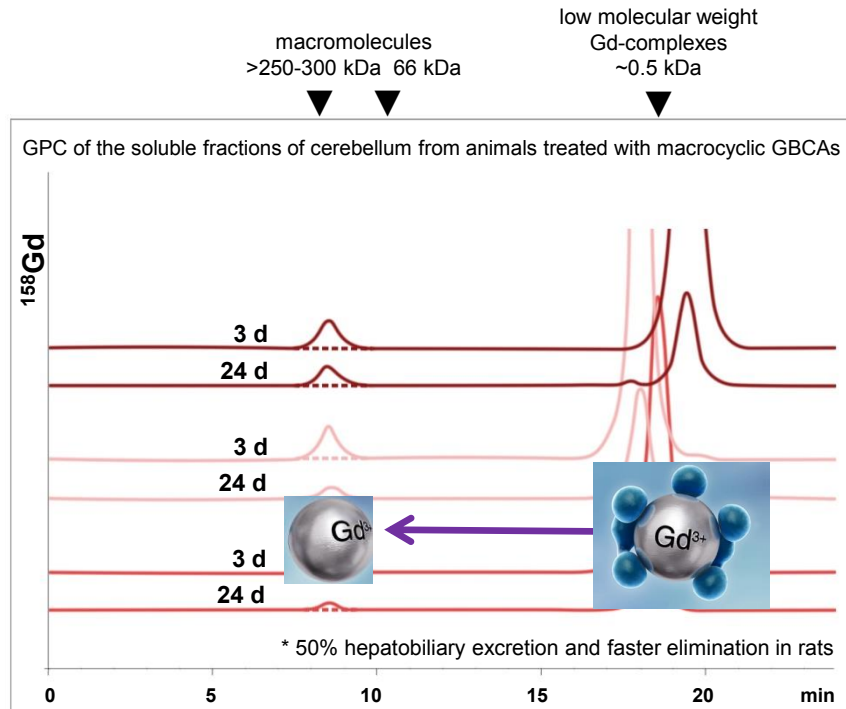 macromolecules
>250-300 kDa  66 kDa
low molecular weight
Gd-complexes
~0.5 kDa
GPC of the soluble fractions of cerebellum from animals treated with macrocyclic GBCAs
¹⁵⁸Gd
3 d
24 d
3 d
24 d
Gd³⁺
Gd³⁺
3 d
24 d
* 50% hepatobiliary excretion and faster elimination in rats
0 5 10 15 20 min